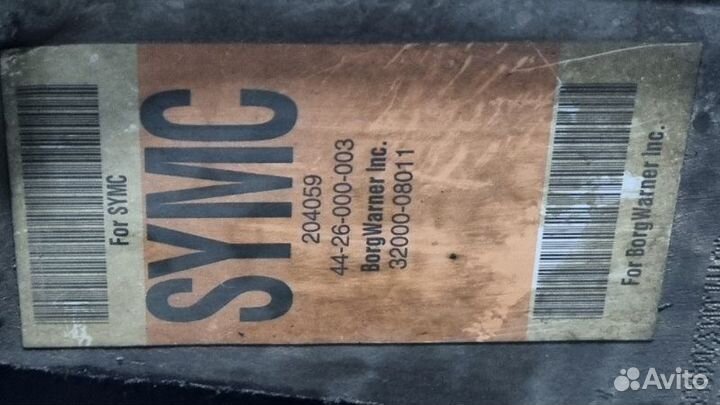 For SYMC
SYMC
204059
44-26-000-003
BorgWarner Inc.
32000-08011
For BorgWarner Inc.
Avito